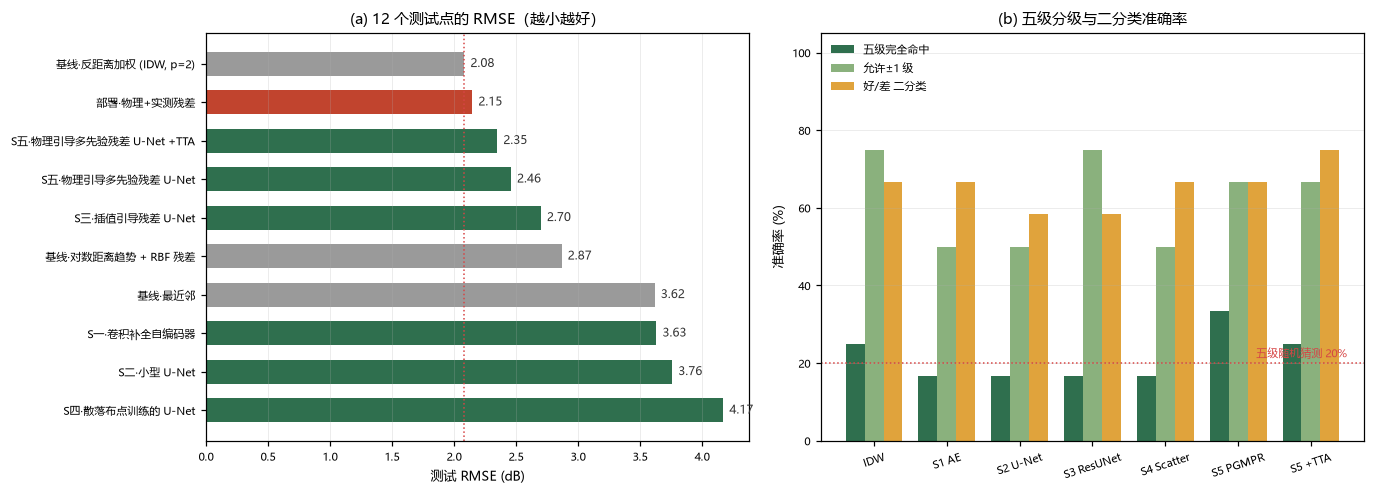 (a) 12 个测试点的 RMSE（越小越好）
基线·反距离加权 (IDW, p=2)
2.08
部署·物理+实测残差
2.15
S五·物理引导多先验残差 U-Net +TTA
2.35
S五·物理引导多先验残差 U-Net
2.46
S三·插值引导残差 U-Net
2.70
基线·对数距离趋势 + RBF 残差
2.87
基线·最近邻
3.62
S一·卷积补全自编码器
3.63
S二·小型 U-Net
3.76
S四·散落布点训练的 U-Net
4.17
0.0 0.5 1.0 1.5 2.0 2.5 3.0 3.5 4.0
测试 RMSE (dB)
(b) 五级分级与二分类准确率
五级完全命中
允许±1 级
好/差 二分类
100
80
60
40
20
0
准确率 (%)
五级随机猜测 20%
IDW
S1 AE
S2 U-Net
S3 ResUNet
S4 Scatter
S5 PGMPR
S5 +TTA